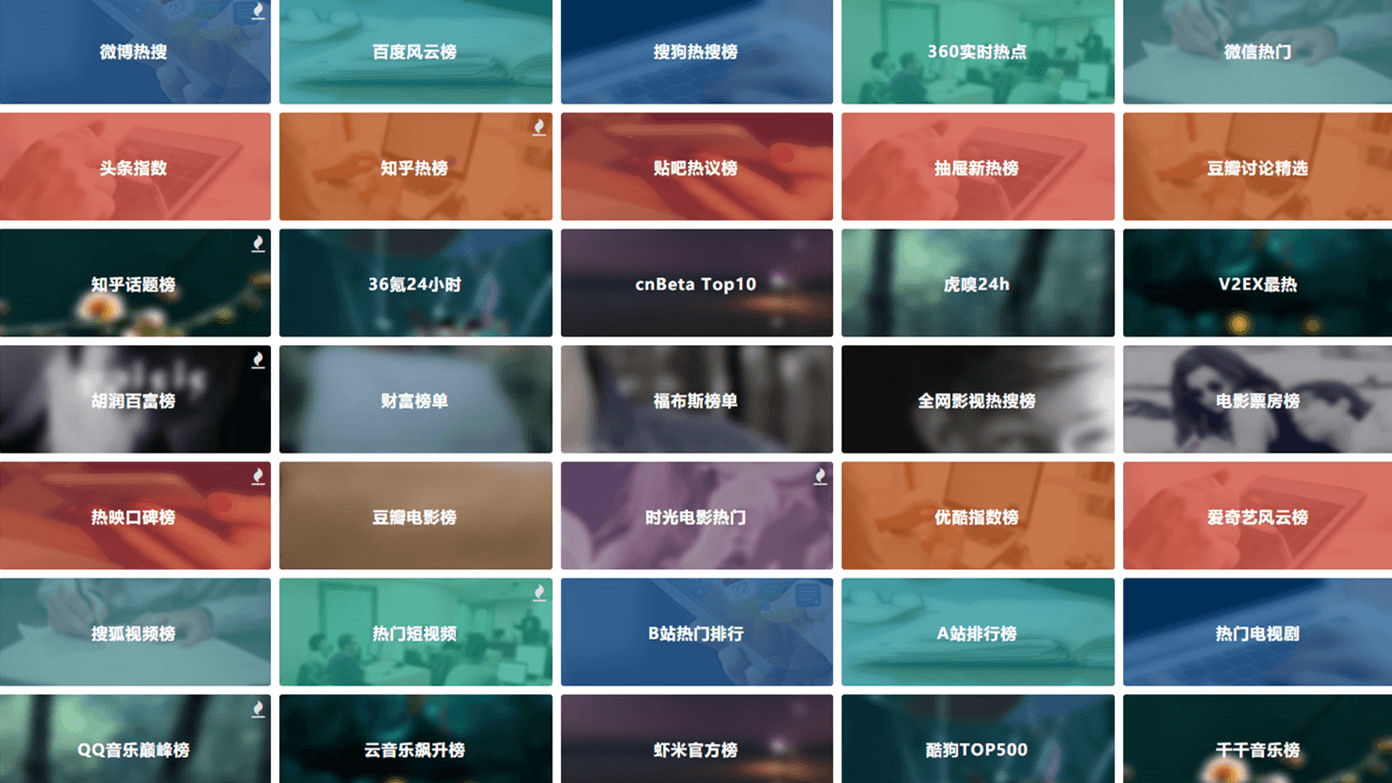 微博热搜
百度风云榜
搜狗热搜榜
360实时热点
微信热门
头条指数
知乎热榜
贴吧热议榜
抽屉新热榜
豆瓣讨论精选
知乎话题榜
36氪24小时
cnBeta Top10
虎嗅24h
V2EX最热
胡润百富榜
财富榜单
福布斯榜单
全网影视热搜榜
电影票房榜
热映口碑榜
豆瓣电影榜
时光电影热门
优酷指数榜
爱奇艺风云榜
搜狐视频榜
热门短视频
B站热门排行
A站排行榜
热门电视剧
QQ音乐巅峰榜
云音乐飙升榜
虾米官方榜
酷狗TOP500
千千音乐榜